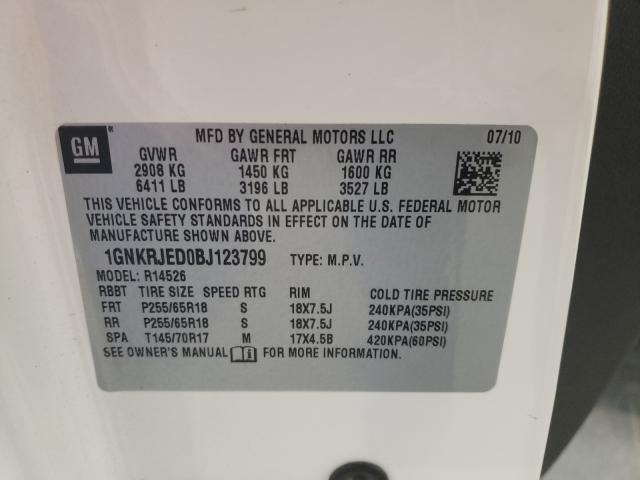 GM ®
MFD BY GENERAL MOTORS LLC 07/10
GVWR GAWR FRT GAWR RR
2908 KG 1450 KG 1600 KG
6411 LB 3196 LB 3527 LB
THIS VEHICLE CONFORMS TO ALL APPLICABLE U.S. FEDERAL MOTOR
VEHICLE SAFETY STANDARDS IN EFFECT ON THE DATE OF
MANUFACTURE SHOWN ABOVE.
1GNKRJED0BJ123799 TYPE: M.P.V.
MODEL: R14526
RBBT TIRE SIZE SPEED RTG RIM COLD TIRE PRESSURE
FRT P255/65R18 S 18X7.5J 240KPA(35PSI)
RR P255/65R18 S 18X7.5J 240KPA(35PSI)
SPA T145/70R17 M 17X4.5B 420KPA(60PSI)
SEE OWNER'S MANUAL FOR MORE INFORMATION.